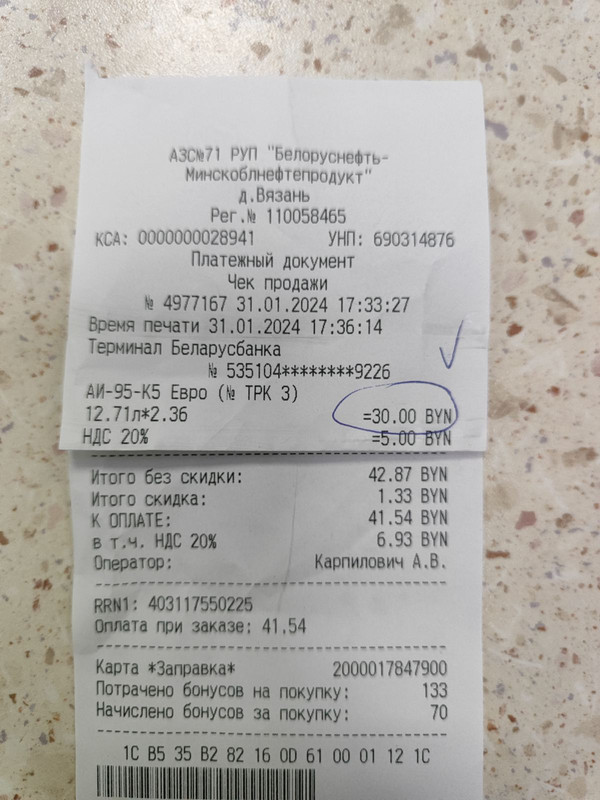 АЗС№71 РУП "Белоруснефть-
Минскоблнефтепродукт"
д.Вязань
Рег.№ 110058465
КСА: 0000000028941 УНП: 690314876
Платежный документ
Чек продажи
№ 4977167 31.01.2024 17:33:27
Время печати 31.01.2024 17:36:14
Терминал Беларусбанка
№ 535104********9226
АИ-95-К5 Евро (№ ТРК 3)
12.71л*2.36 =30.00 BYN
НДС 20% =5.00 BYN
Итого без скидки: 42.87 BYN
Итого скидка: 1.33 BYN
К ОПЛАТЕ: 41.54 BYN
в т.ч. НДС 20% 6.93 BYN
Оператор: Карпилович А.В.
RRN1: 403117550225
Оплата при заказе: 41.54
Карта *Заправка* 2000017847900
Потрачено бонусов на покупку: 133
Начислено бонусов за покупку: 70
1C B5 35 B2 82 16 0D 61 00 01 12 1C